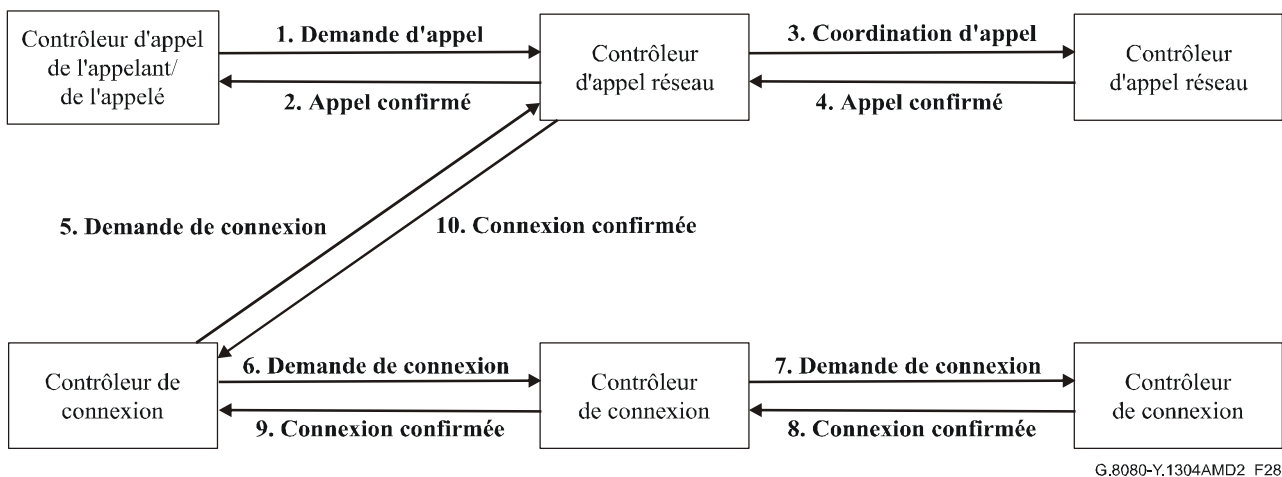 Contrôleur d'appel
de l'appelant/
de l'appelé
1. Demande d'appel
2. Appel confirmé
Contrôleur
d'appel réseau
3. Coordination d'appel
4. Appel confirmé
Contrôleur
d'appel réseau
5. Demande de connexion
10. Connexion confirmée
Contrôleur de
connexion
6. Demande de connexion
9. Connexion confirmée
Contrôleur
de connexion
7. Demande de connexion
8. Connexion confirmée
Contrôleur
de connexion
G.8080-Y.1304AMD2_F28